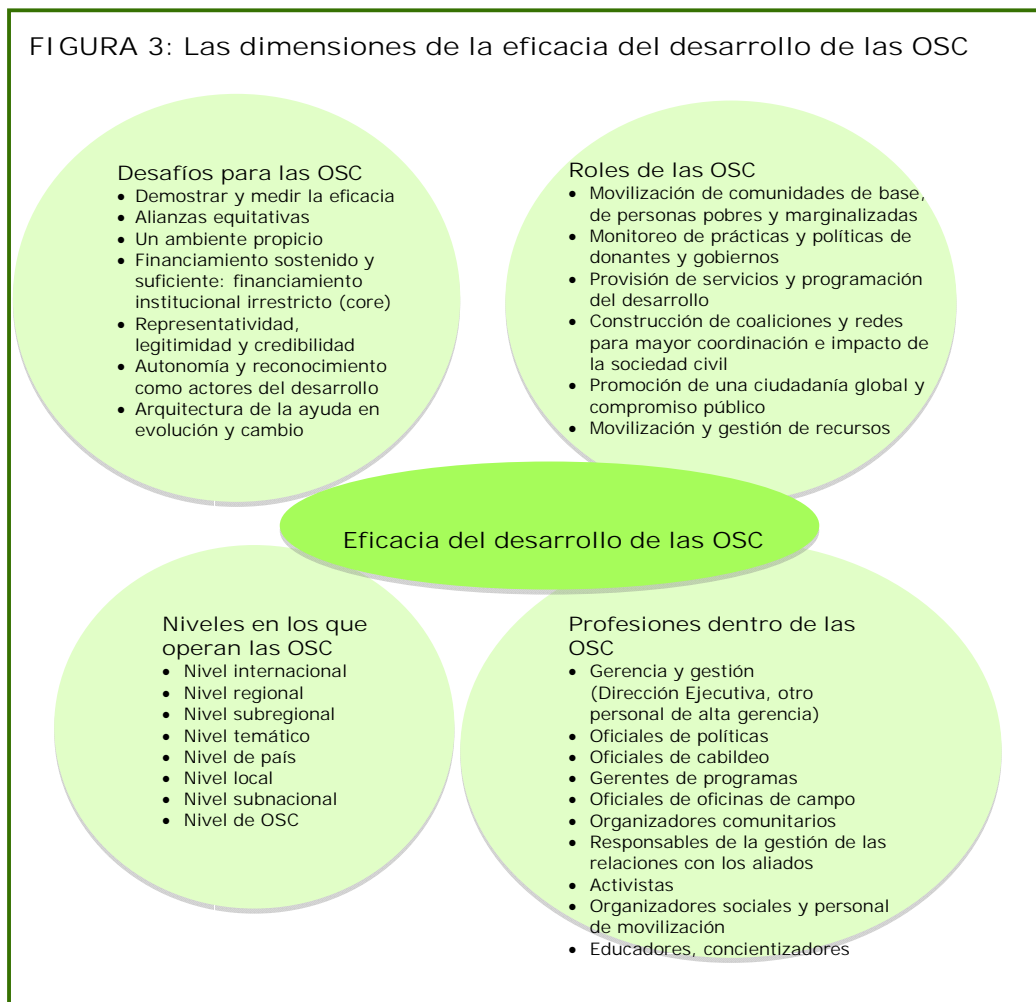 FIGURA 3: Las dimensiones de la eficacia del desarrollo de las OSC
Desafíos para las OSC
• Demostrar y medir la eficacia
• Alianzas equitativas
• Un ambiente propicio
• Financiamiento sostenido y
suficiente: financiamiento
institucional irrestricto (core)
• Representatividad,
legitimidad y credibilidad
• Autonomía y reconocimiento
como actores del desarrollo
• Arquitectura de la ayuda en
evolución y cambio
Roles de las OSC
• Movilización de comunidades de base,
de personas pobres y marginalizadas
• Monitoreo de prácticas y políticas de
donantes y gobiernos
• Provisión de servicios y programación
del desarrollo
• Construcción de coaliciones y redes
para mayor coordinación e impacto de
la sociedad civil
• Promoción de una ciudadanía global y
compromiso público
• Movilización y gestión de recursos
Eficacia del desarrollo de las OSC
Niveles en los que
operan las OSC
• Nivel internacional
• Nivel regional
• Nivel subregional
• Nivel temático
• Nivel de país
• Nivel local
• Nivel subnacional
• Nivel de OSC
Profesiones dentro de las
OSC
• Gerencia y gestión
(Dirección Ejecutiva, otro
personal de alta gerencia)
• Oficiales de políticas
• Oficiales de cabildeo
• Gerentes de programas
• Oficiales de oficinas de campo
• Organizadores comunitarios
• Responsables de la gestión de las
relaciones con los aliados
• Activistas
• Organizadores sociales y personal
de movilización
• Educadores, concientizadores